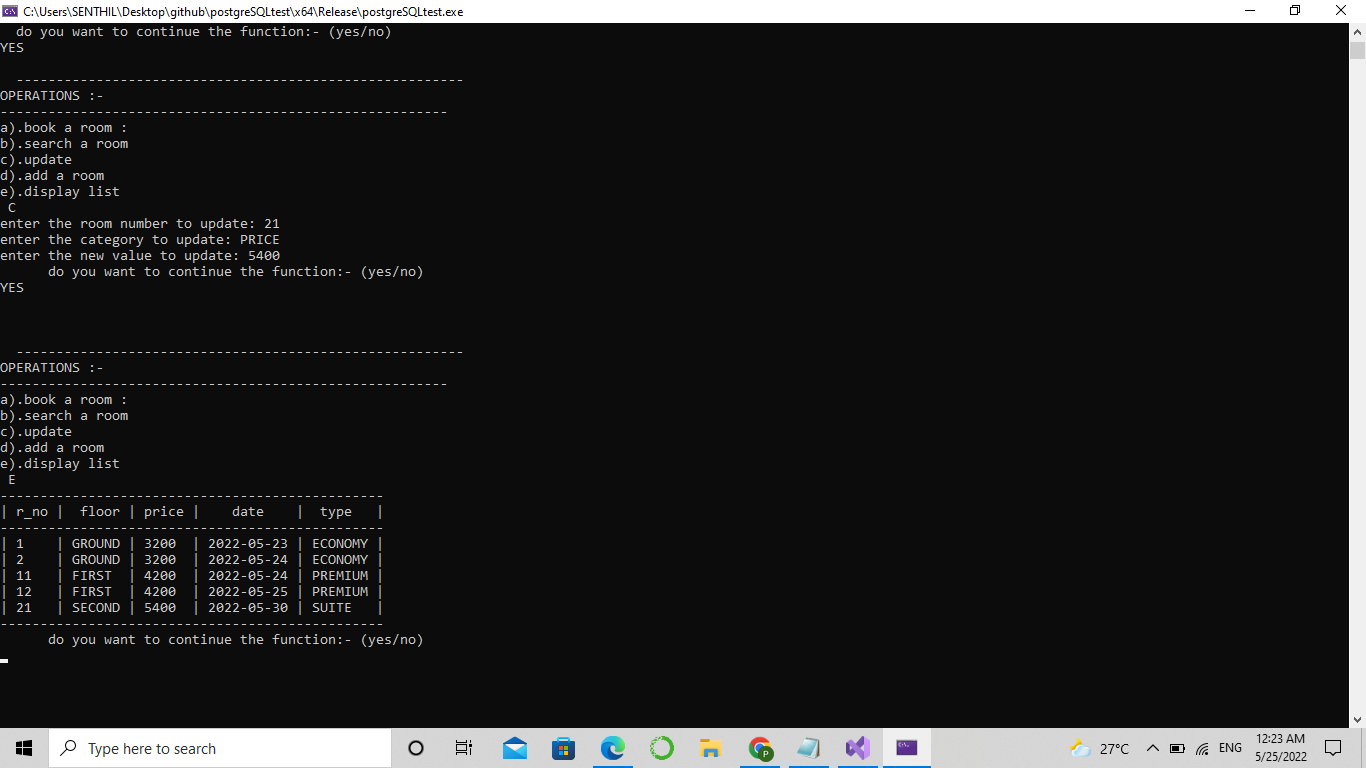 C:\Users\SENTHIL\Desktop\github\postgreSQLtest\x64\Release\postgreSQLtest.exe
do you want to continue the function:- (yes/no)
YES
--------------------------------------------------------
OPERATIONS :-
--------------------------------------------------------
a).book a room :
b).search a room
c).update
d).add a room
e).display list
C
enter the room number to update: 21
enter the category to update: PRICE
enter the new value to update: 5400
do you want to continue the function:- (yes/no)
YES
--------------------------------------------------------
OPERATIONS :-
--------------------------------------------------------
a).book a room :
b).search a room
c).update
d).add a room
e).display list
E
------------------------------------------------
| r_no |  floor | price |    date    |  type   |
------------------------------------------------
| 1    | GROUND | 3200  | 2022-05-23 | ECONOMY |
| 2    | GROUND | 3200  | 2022-05-24 | ECONOMY |
| 11   | FIRST  | 4200  | 2022-05-24 | PREMIUM |
| 12   | FIRST  | 4200  | 2022-05-25 | PREMIUM |
| 21   | SECOND | 5400  | 2022-05-30 | SUITE   |
------------------------------------------------
do you want to continue the function:- (yes/no)
Type here to search
27°C
ENG
12:23 AM
5/25/2022